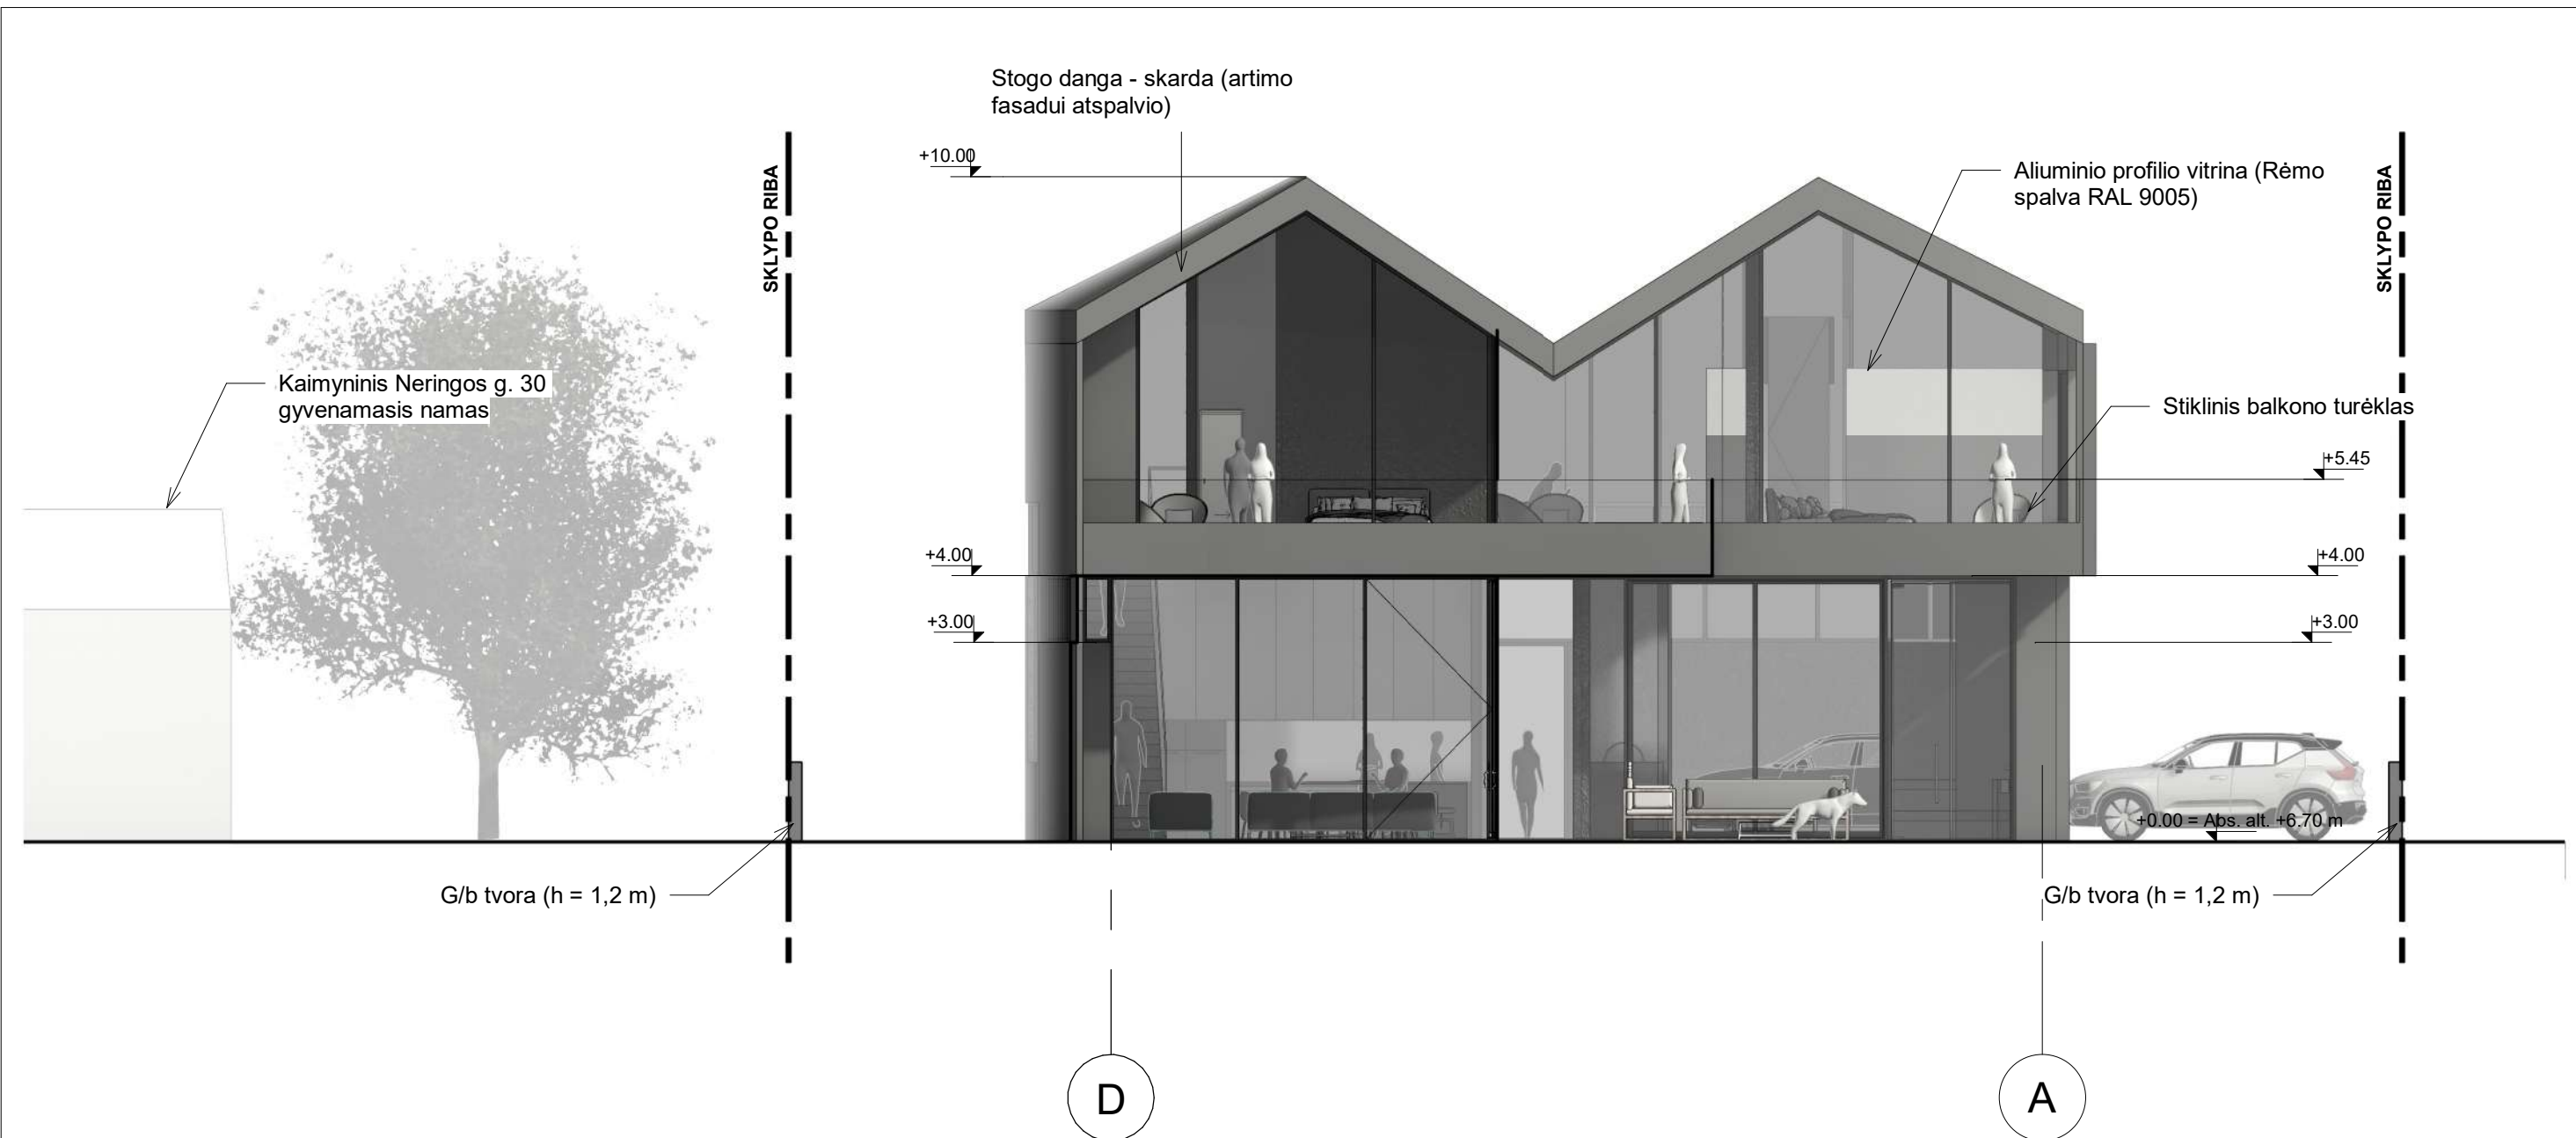 Stogo danga - skarda (artimo
fasadui atspalvio)
+10.00
SKLYPO RIBA
Aliuminio profilio vitrina (Rėmo
spalva RAL 9005)
SKLYPO RIBA
Kaimyninis Neringos g. 30
gyvenamasis namas
Stiklinis balkono turėklas
+5.45
+4.00
+4.00
+3.00
+3.00
+0.00 = Abs. alt. +6.70 m
G/b tvora (h = 1,2 m)
G/b tvora (h = 1,2 m)
D
A